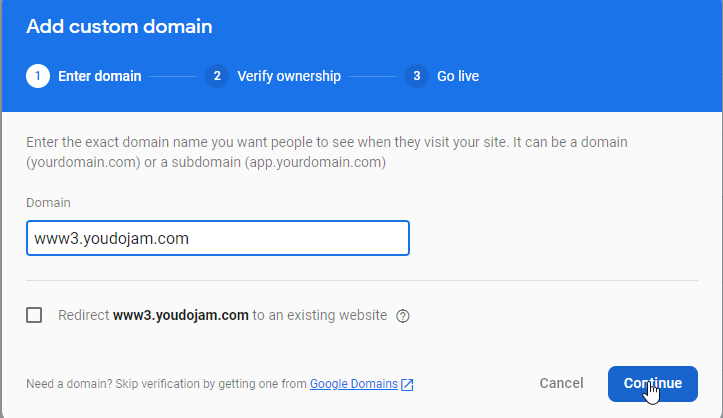 Add custom domain
1 Enter domain 2 Verify ownership 3 Go live
Enter the exact domain name you want people to see when they visit your site. It can be a domain
(yourdomain.com) or a subdomain (app.yourdomain.com)
Domain
www3.youdojam.com
Redirect www3.youdojam.com to an existing website ?
Need a domain? Skip verification by getting one from Google Domains Cancel Continue